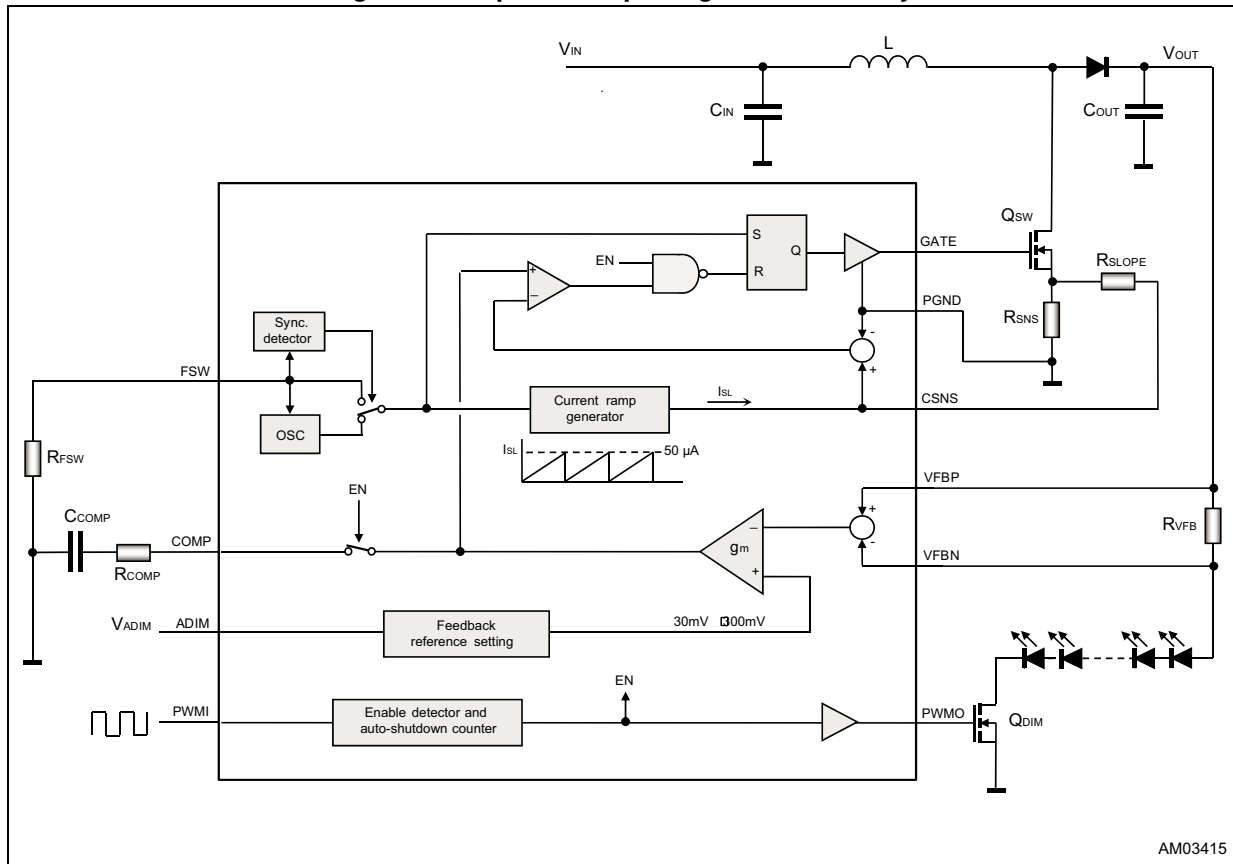 VIN
L
VOUT
CIN
COUT
QSW
S
Q
R
EN
GATE
RSLOPE
+
−
PGND
RSNS
-
+
Sync.
detector
FSW
OSC
Current ramp
generator
ISL
CSNS
ISL
50 µA
RFSW
EN
VFBP
+
-
RVFB
CCOMP
RCOMP
COMP
gm
−
+
VFBN
VADIM
ADIM
Feedback
reference setting
30mV 300mV
EN
PWMI
Enable detector and
auto-shutdown counter
PWMO
QDIM
AM03415